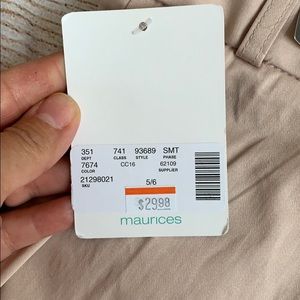 351 741 93689 SMT
DEPT CLASS STYLE PHASE
7674 CC16 62109
COLOR SUPPLIER
21298021
SKU
5/6
$29.90
maurices